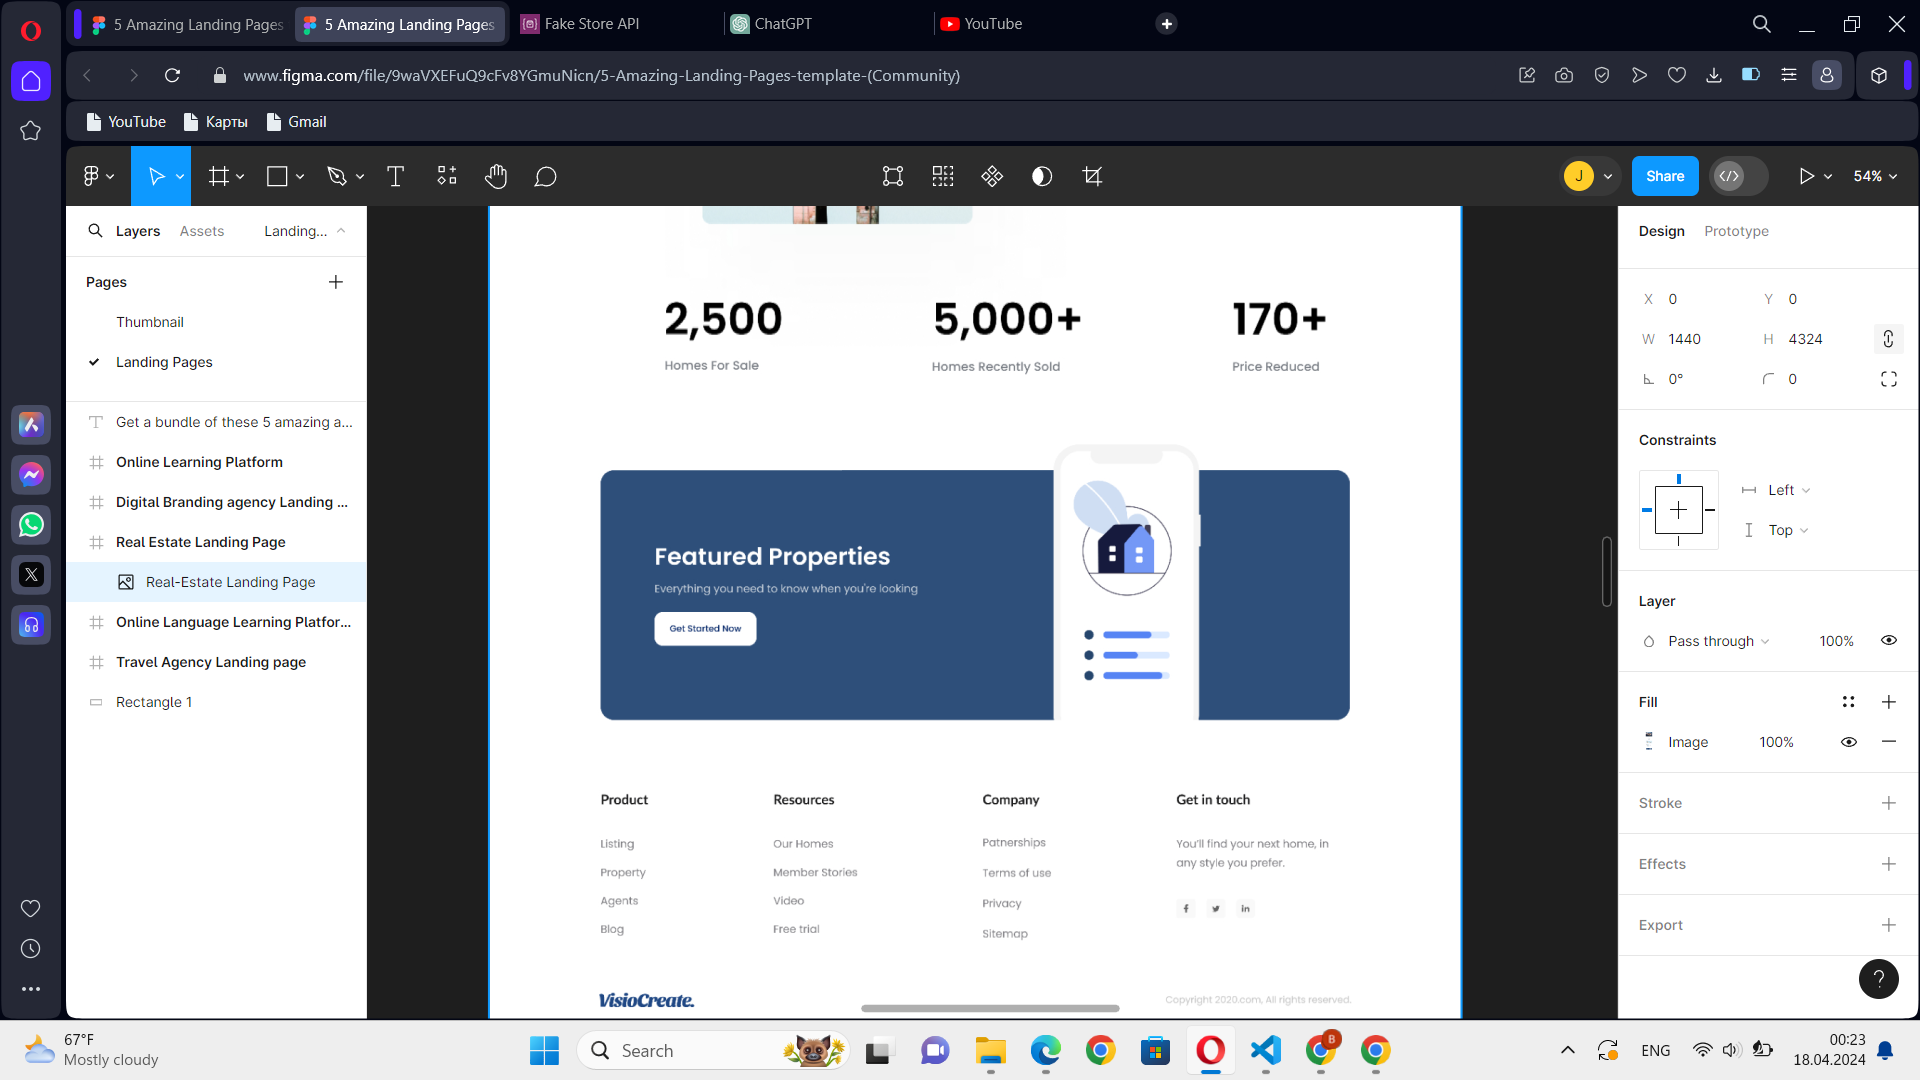 5 Amazing Landing Pages
5 Amazing Landing Pages
Fake Store API
ChatGPT
YouTube
www.figma.com/file/9waVXEFuQ9cFv8YGmuNicn/5-Amazing-Landing-Pages-template-(Community)
YouTube
Карты
Gmail
J
Share
54%
Layers
Assets
Landing...
Pages
Thumbnail
Landing Pages
Get a bundle of these 5 amazing a...
Online Learning Platform
Digital Branding agency Landing ...
Real Estate Landing Page
Real-Estate Landing Page
Online Language Learning Platfor...
Travel Agency Landing page
Rectangle 1
2,500
Homes For Sale
5,000+
Homes Recently Sold
170+
Price Reduced
Featured Properties
Everything you need to know when you're looking
Get Started Now
Product
Listing
Property
Agents
Blog
Resources
Our Homes
Member Stories
Video
Free trial
Company
Patnerships
Terms of use
Privacy
Sitemap
Get in touch
You'll find your next home, in
any style you prefer.
VisioCreate.
Copyright 2020.com, All rights reserved.
Design
Prototype
X 0
Y 0
W 1440
H 4324
0°
0
Constraints
Left
Top
Layer
Pass through
100%
Fill
Image
100%
Stroke
Effects
Export
?
67°F
Mostly cloudy
Search
B
ENG
00:23
18.04.2024